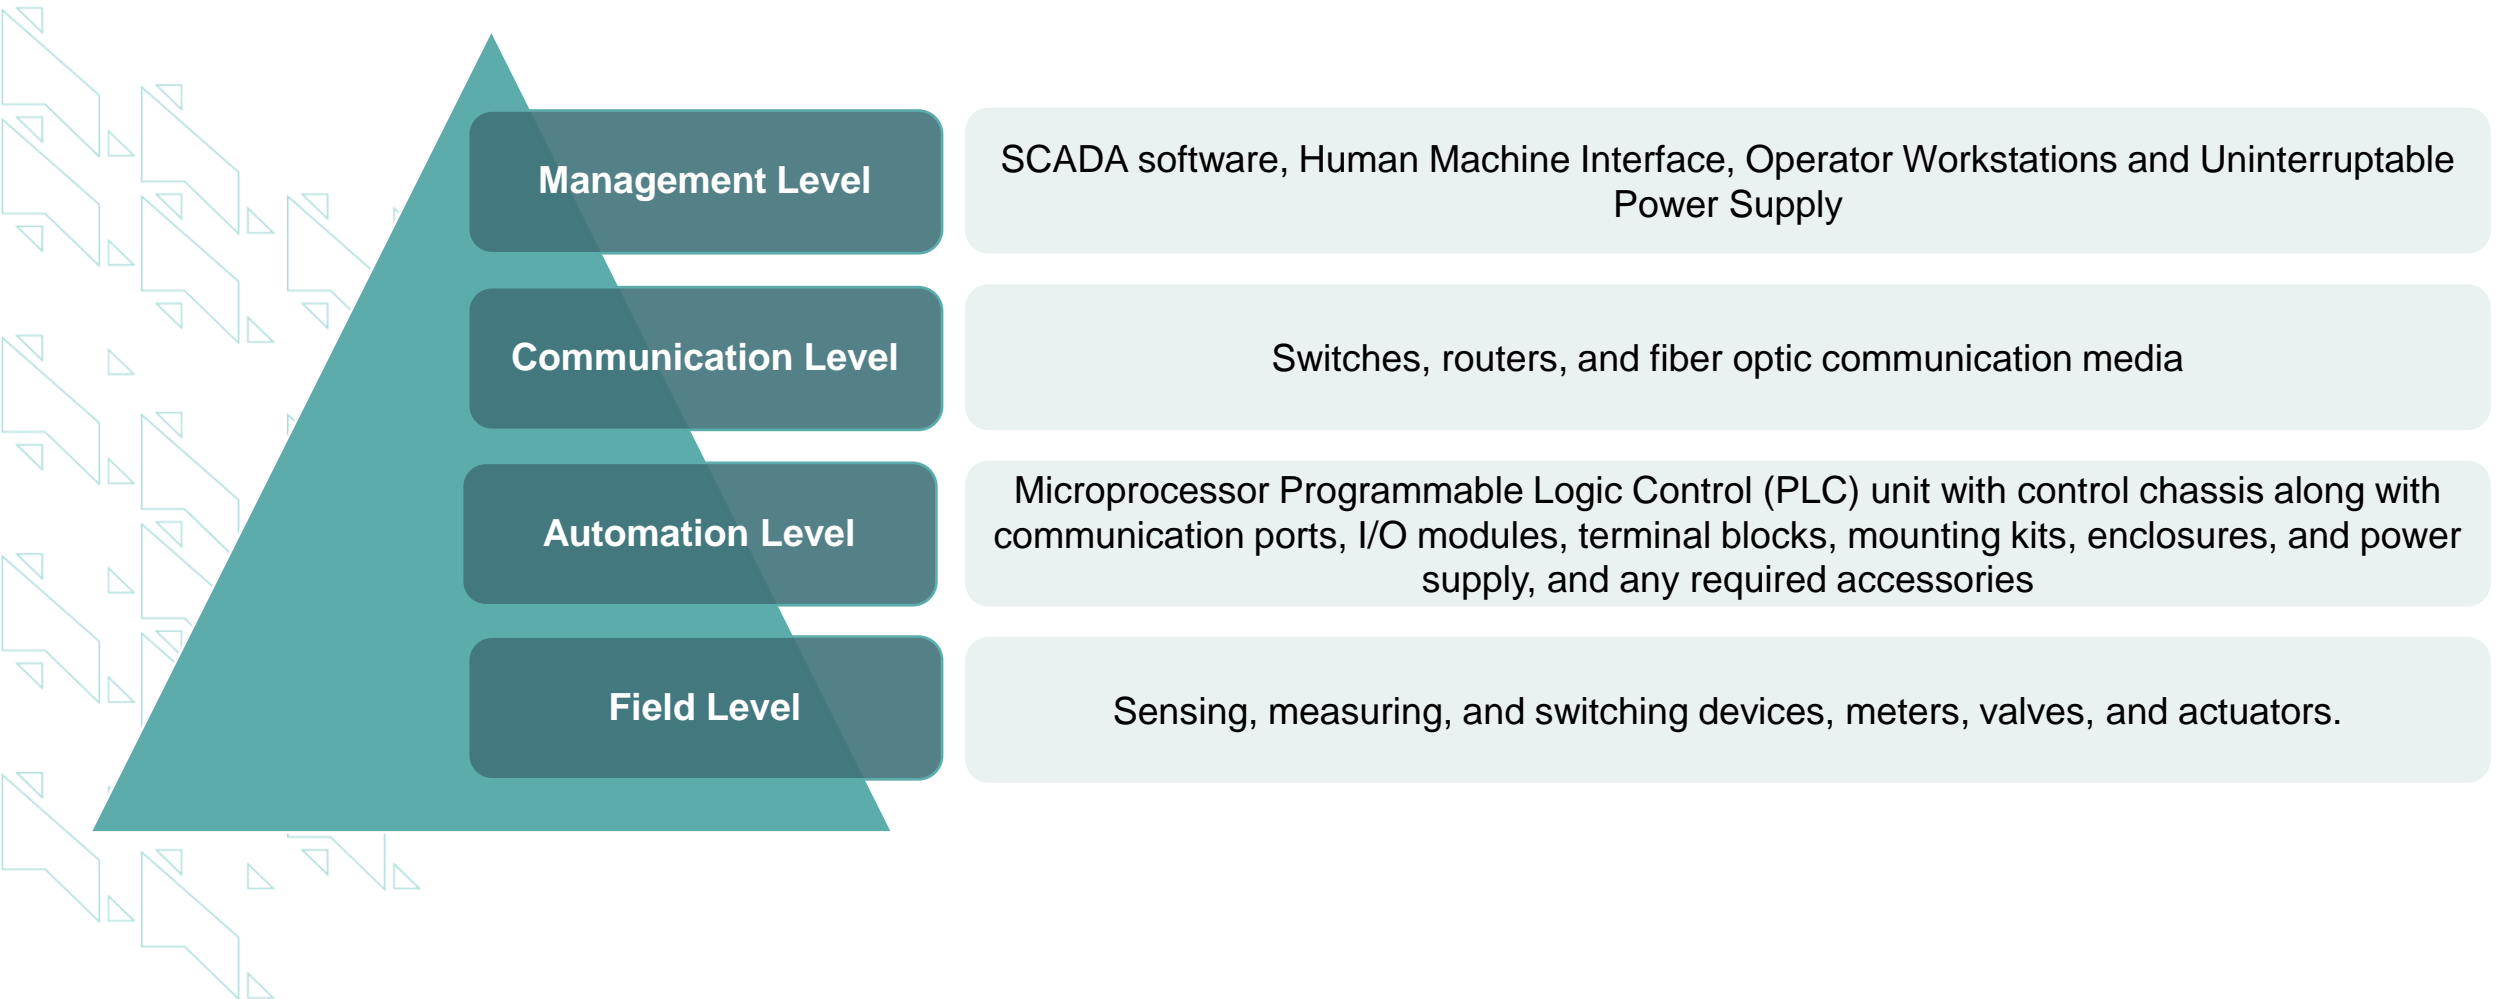 Management Level
SCADA software, Human Machine Interface, Operator Workstations and Uninterruptable
Power Supply
Communication Level
Switches, routers, and fiber optic communication media
Automation Level
Microprocessor Programmable Logic Control (PLC) unit with control chassis along with
communication ports, I/O modules, terminal blocks, mounting kits, enclosures, and power
supply, and any required accessories
Field Level
Sensing, measuring, and switching devices, meters, valves, and actuators.